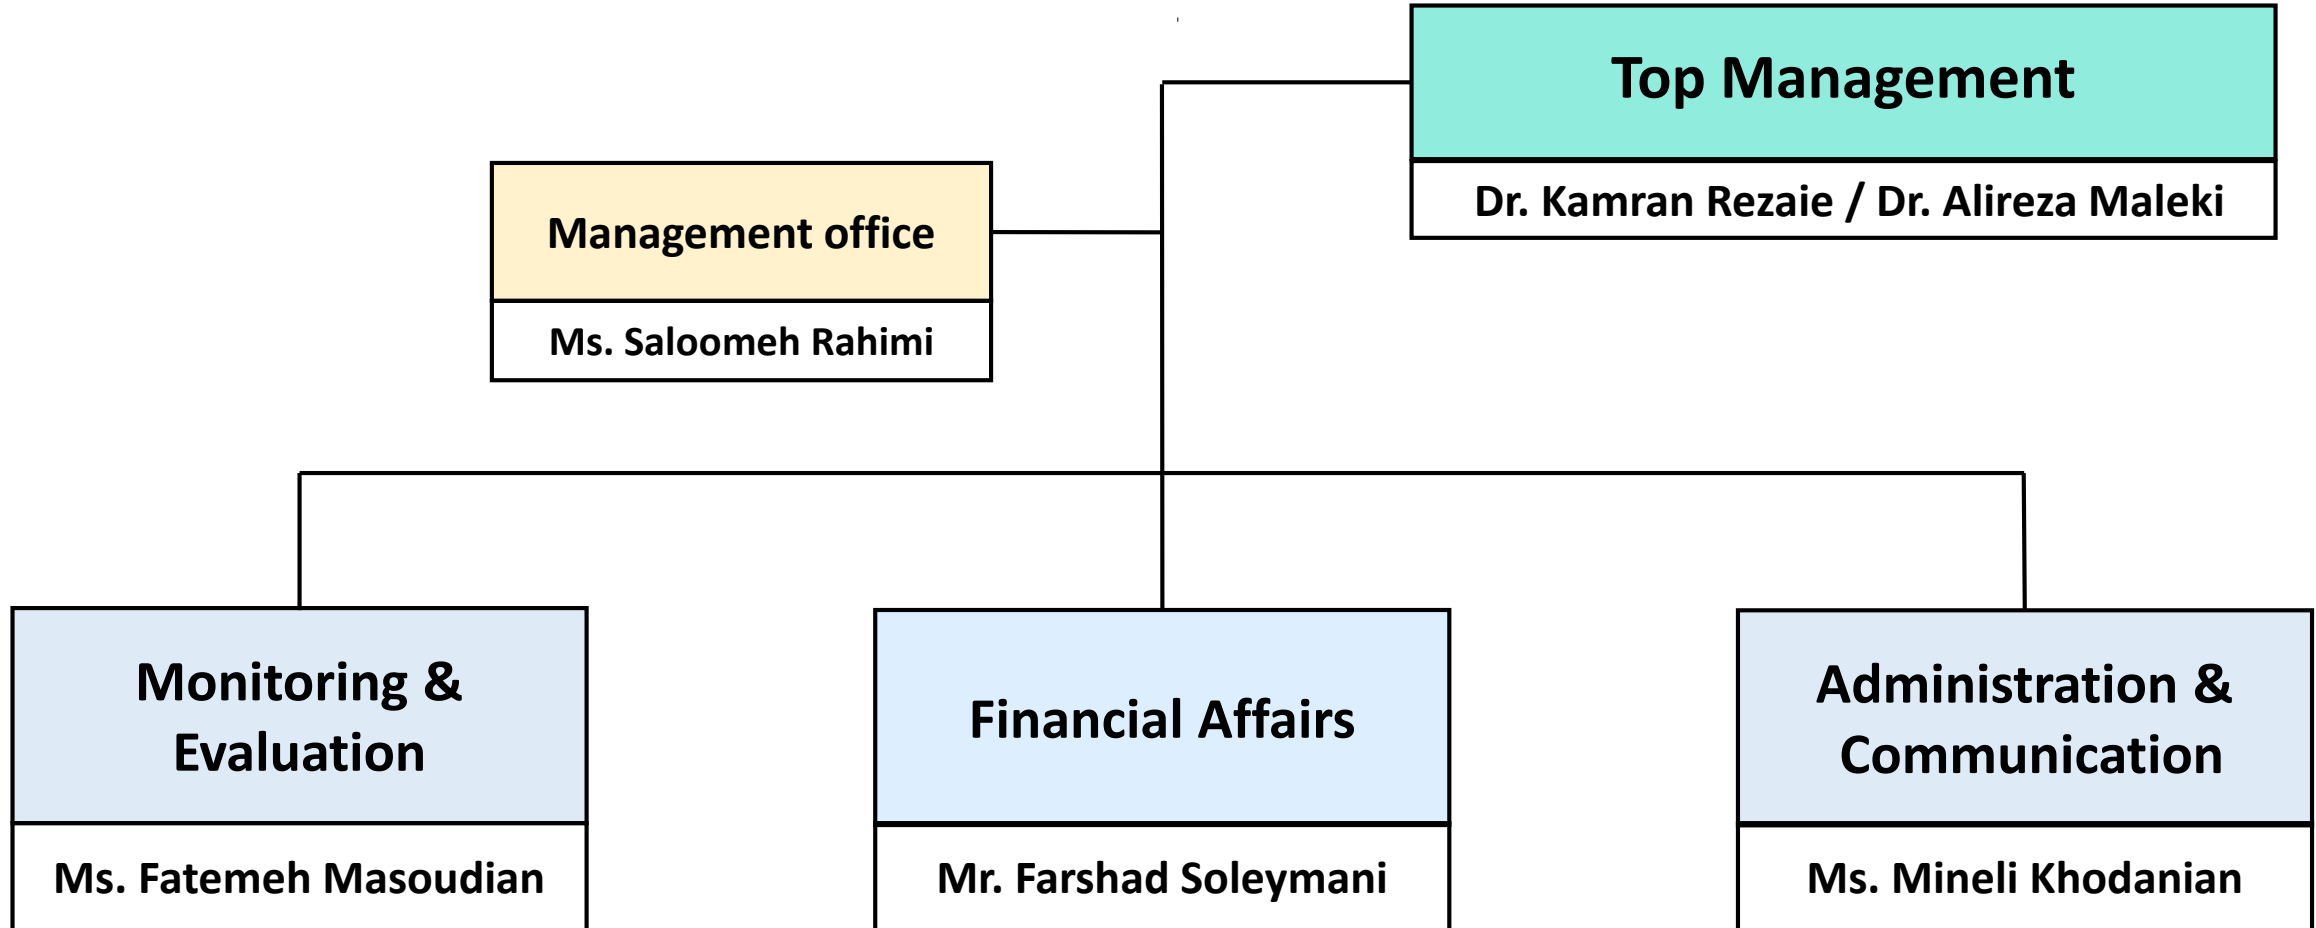 Top Management
Dr. Kamran Rezaie / Dr. Alireza Maleki
Management office
Ms. Saloomeh Rahimi
Monitoring &
Evaluation
Ms. Fatemeh Masoudian
Financial Affairs
Mr. Farshad Soleymani
Administration &
Communication
Ms. Mineli Khodanian